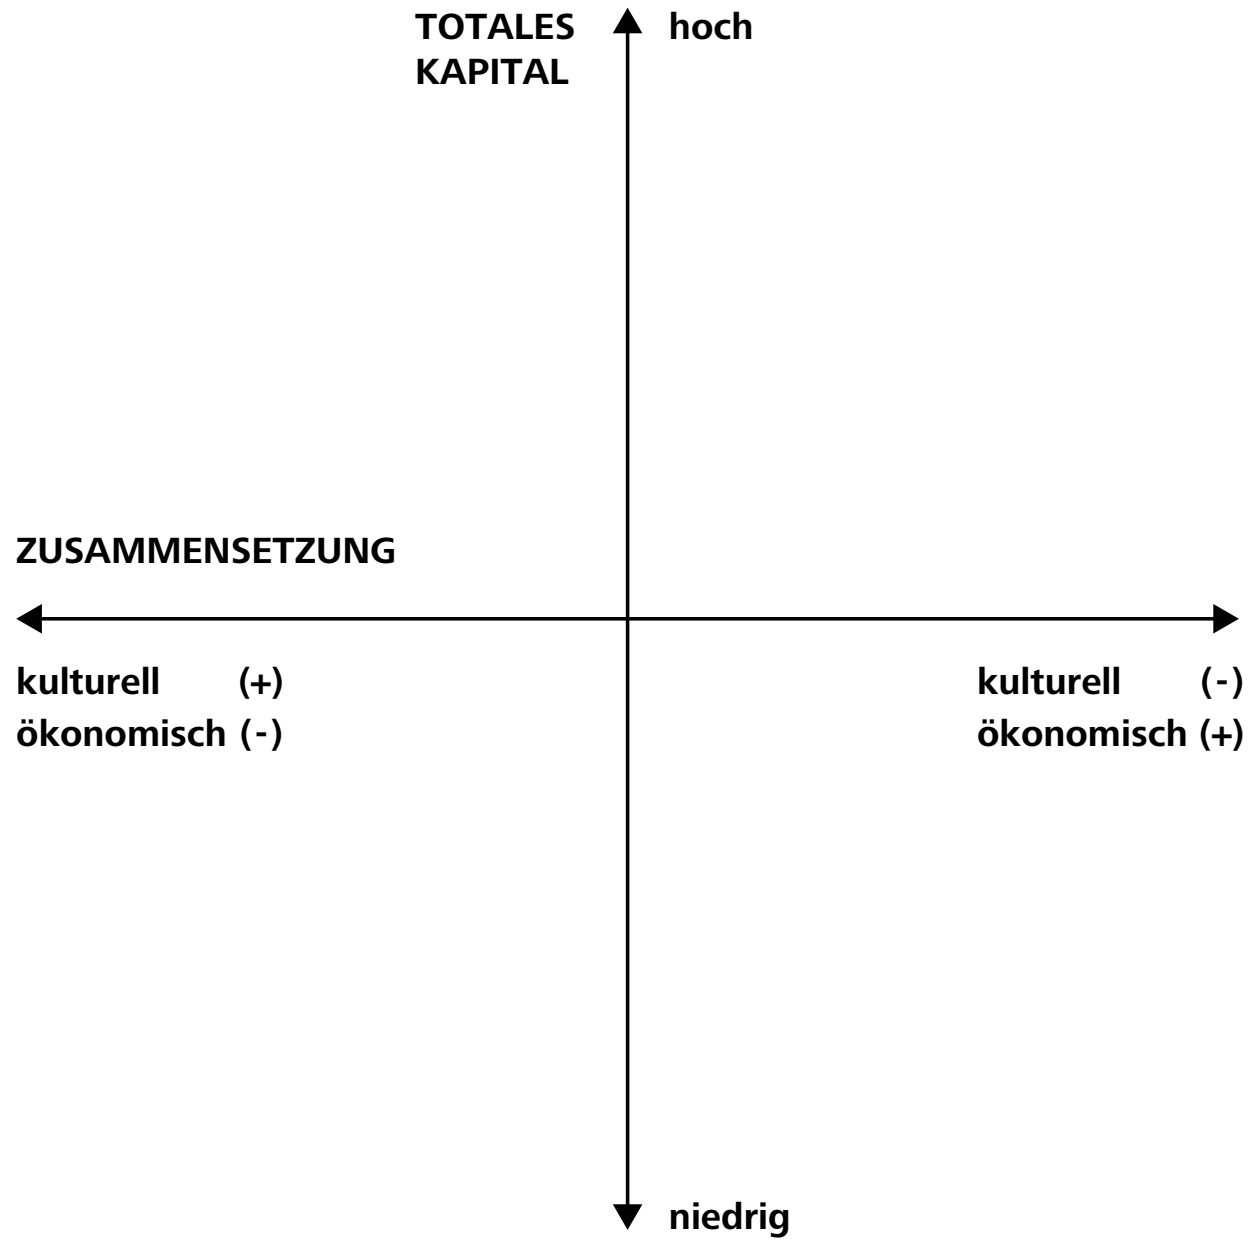 TOTALES
KAPITAL
hoch
ZUSAMMENSETZUNG
kulturell (+)
ökonomisch (-)
kulturell (-)
ökonomisch (+)
niedrig